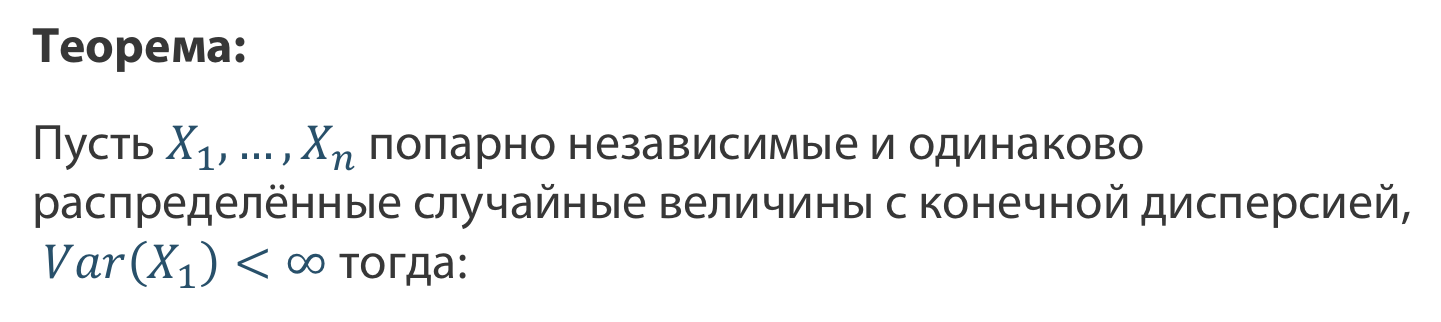 Теорема:
Пусть X₁, … , Xₙ попарно независимые и одинаково
распределённые случайные величины с конечной дисперсией,
Var(X₁) < ∞ тогда: